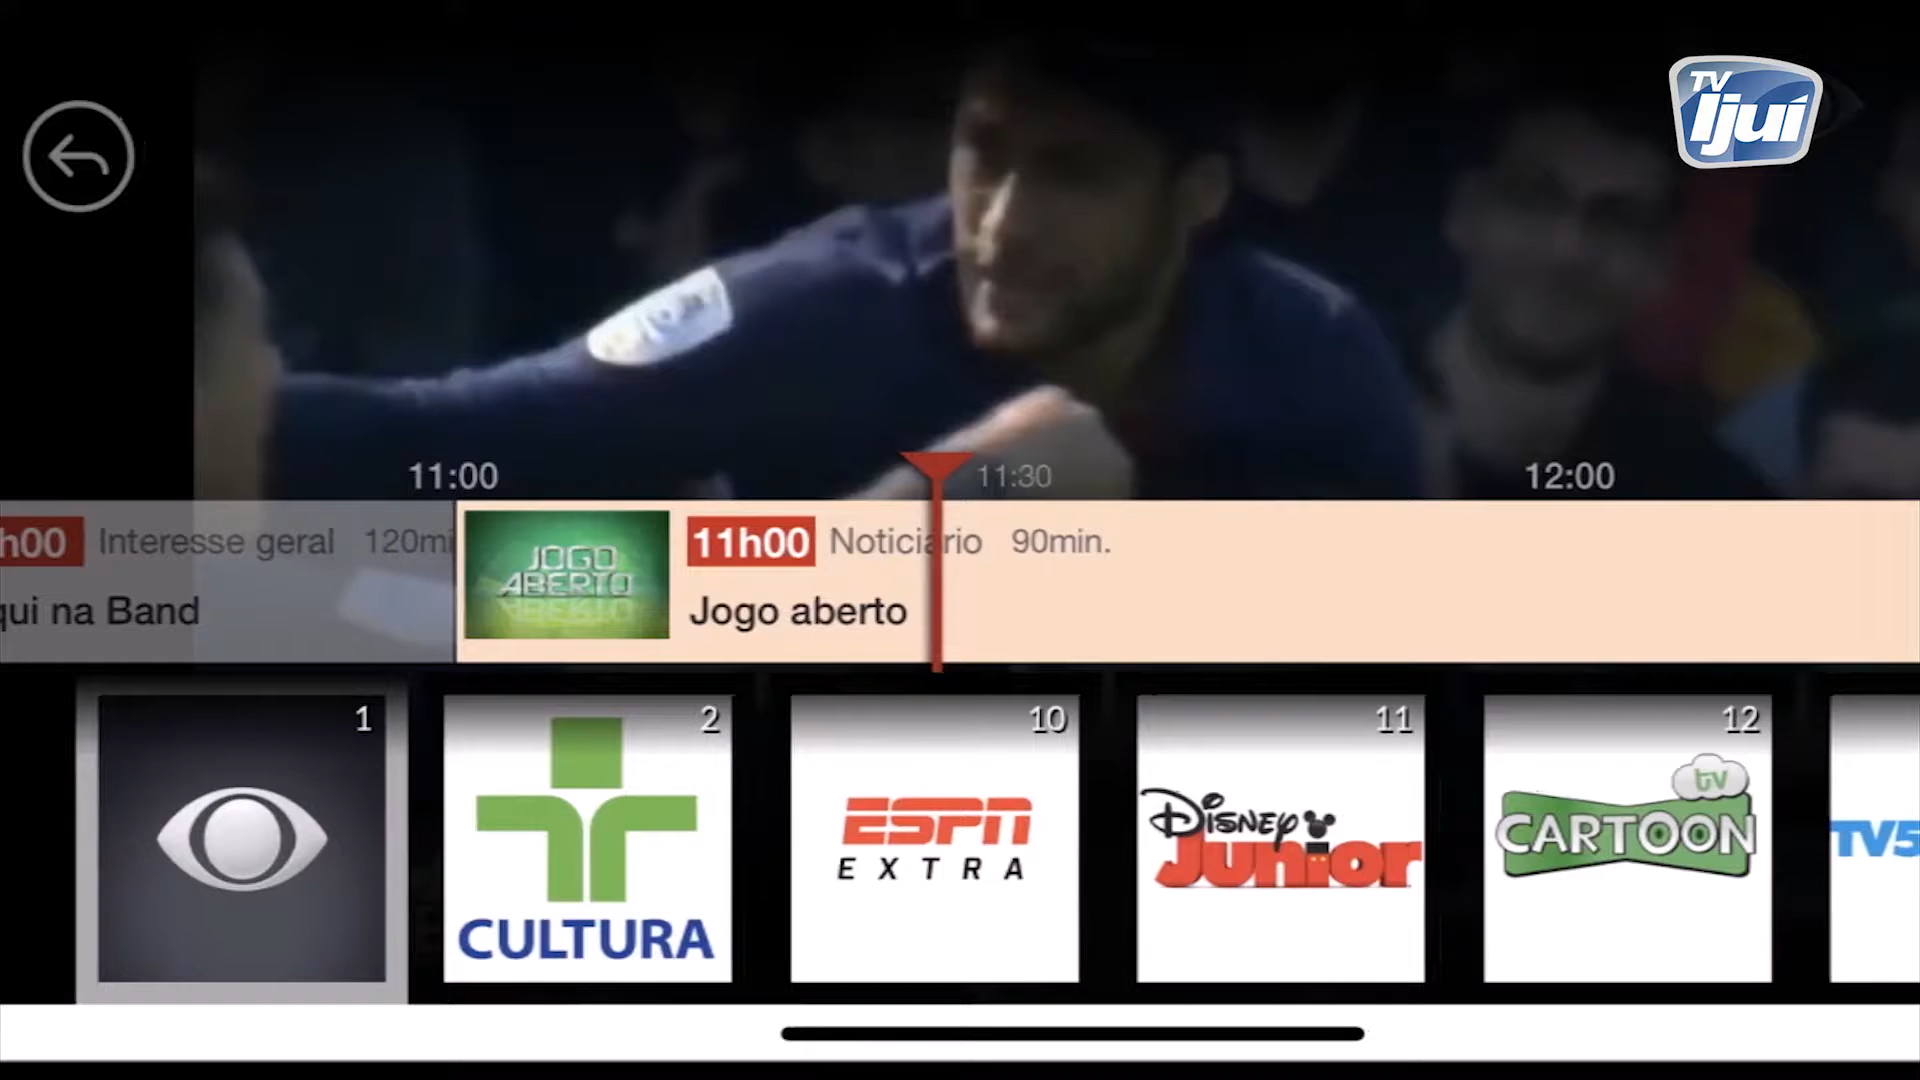 TV
Ijuí
11:00
11:30
12:00
h00 Interesse geral 120mi
qui na Band
JOGO
ABERTO
11h00 Noticiário 90min.
Jogo aberto
1
2
CULTURA
10
ESPN
EXTRA
11
Disney
Junior
12
tv
CARTOON
TV5